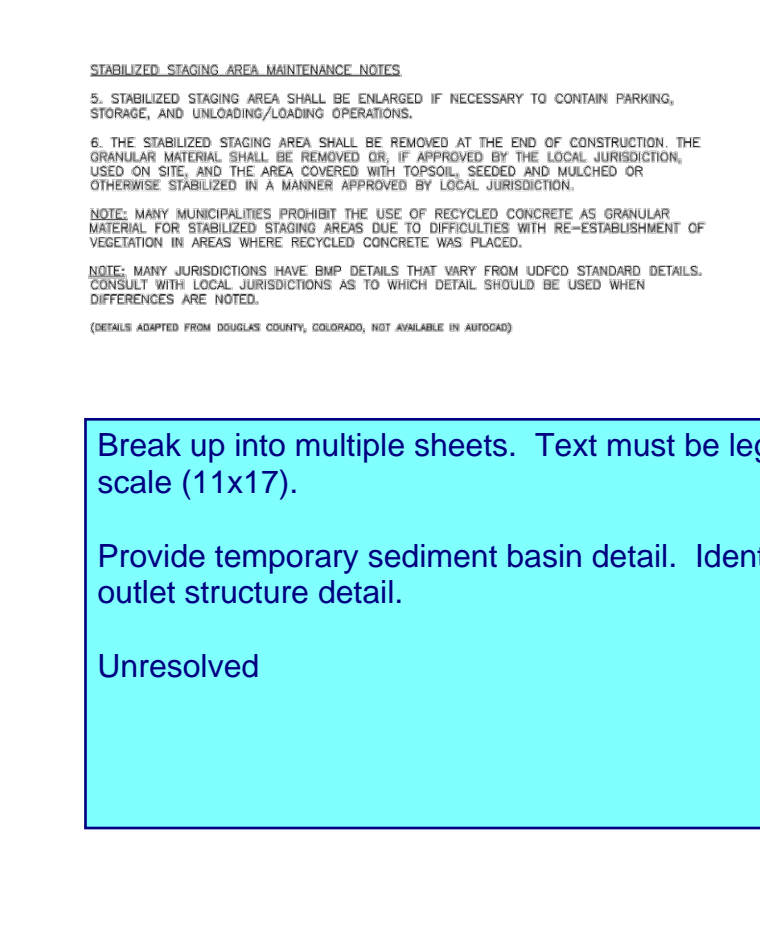 STABILIZED STAGING AREA MAINTENANCE NOTES
5. STABILIZED STAGING AREA SHALL BE ENLARGED IF NECESSARY TO CONTAIN PARKING,
STORAGE, AND UNLOADING/LOADING OPERATIONS.
6. THE STABILIZED STAGING AREA SHALL BE REMOVED AT THE END OF CONSTRUCTION. THE
GRANULAR MATERIAL SHALL BE REMOVED OR, IF APPROVED BY THE LOCAL JURISDICTION,
USED ON SITE, AND THE AREA COVERED WITH TOPSOIL, SEEDED AND MULCHED OR
OTHERWISE STABILIZED IN A MANNER APPROVED BY LOCAL JURISDICTION.
NOTE: MANY MUNICIPALITIES PROHIBIT THE USE OF RECYCLED CONCRETE AS GRANULAR
MATERIAL FOR STABILIZED STAGING AREAS DUE TO DIFFICULTIES WITH RE-ESTABLISHMENT OF
VEGETATION IN AREAS WHERE RECYCLED CONCRETE WAS PLACED.
NOTE: MANY JURISDICTIONS HAVE BMP DETAILS THAT VARY FROM UDFCD STANDARD DETAILS.
CONSULT WITH LOCAL JURISDICTIONS AS TO WHICH DETAIL SHOULD BE USED WHEN
DIFFERENCES ARE NOTED.
(DETAILS ADAPTED FROM DOUGLAS COUNTY, COLORADO, NOT AVAILABLE IN AUTOCAD)
Break up into multiple sheets. Text must be
scale (11x17).
Provide temporary sediment basin detail.
outlet structure detail.
Unresolved